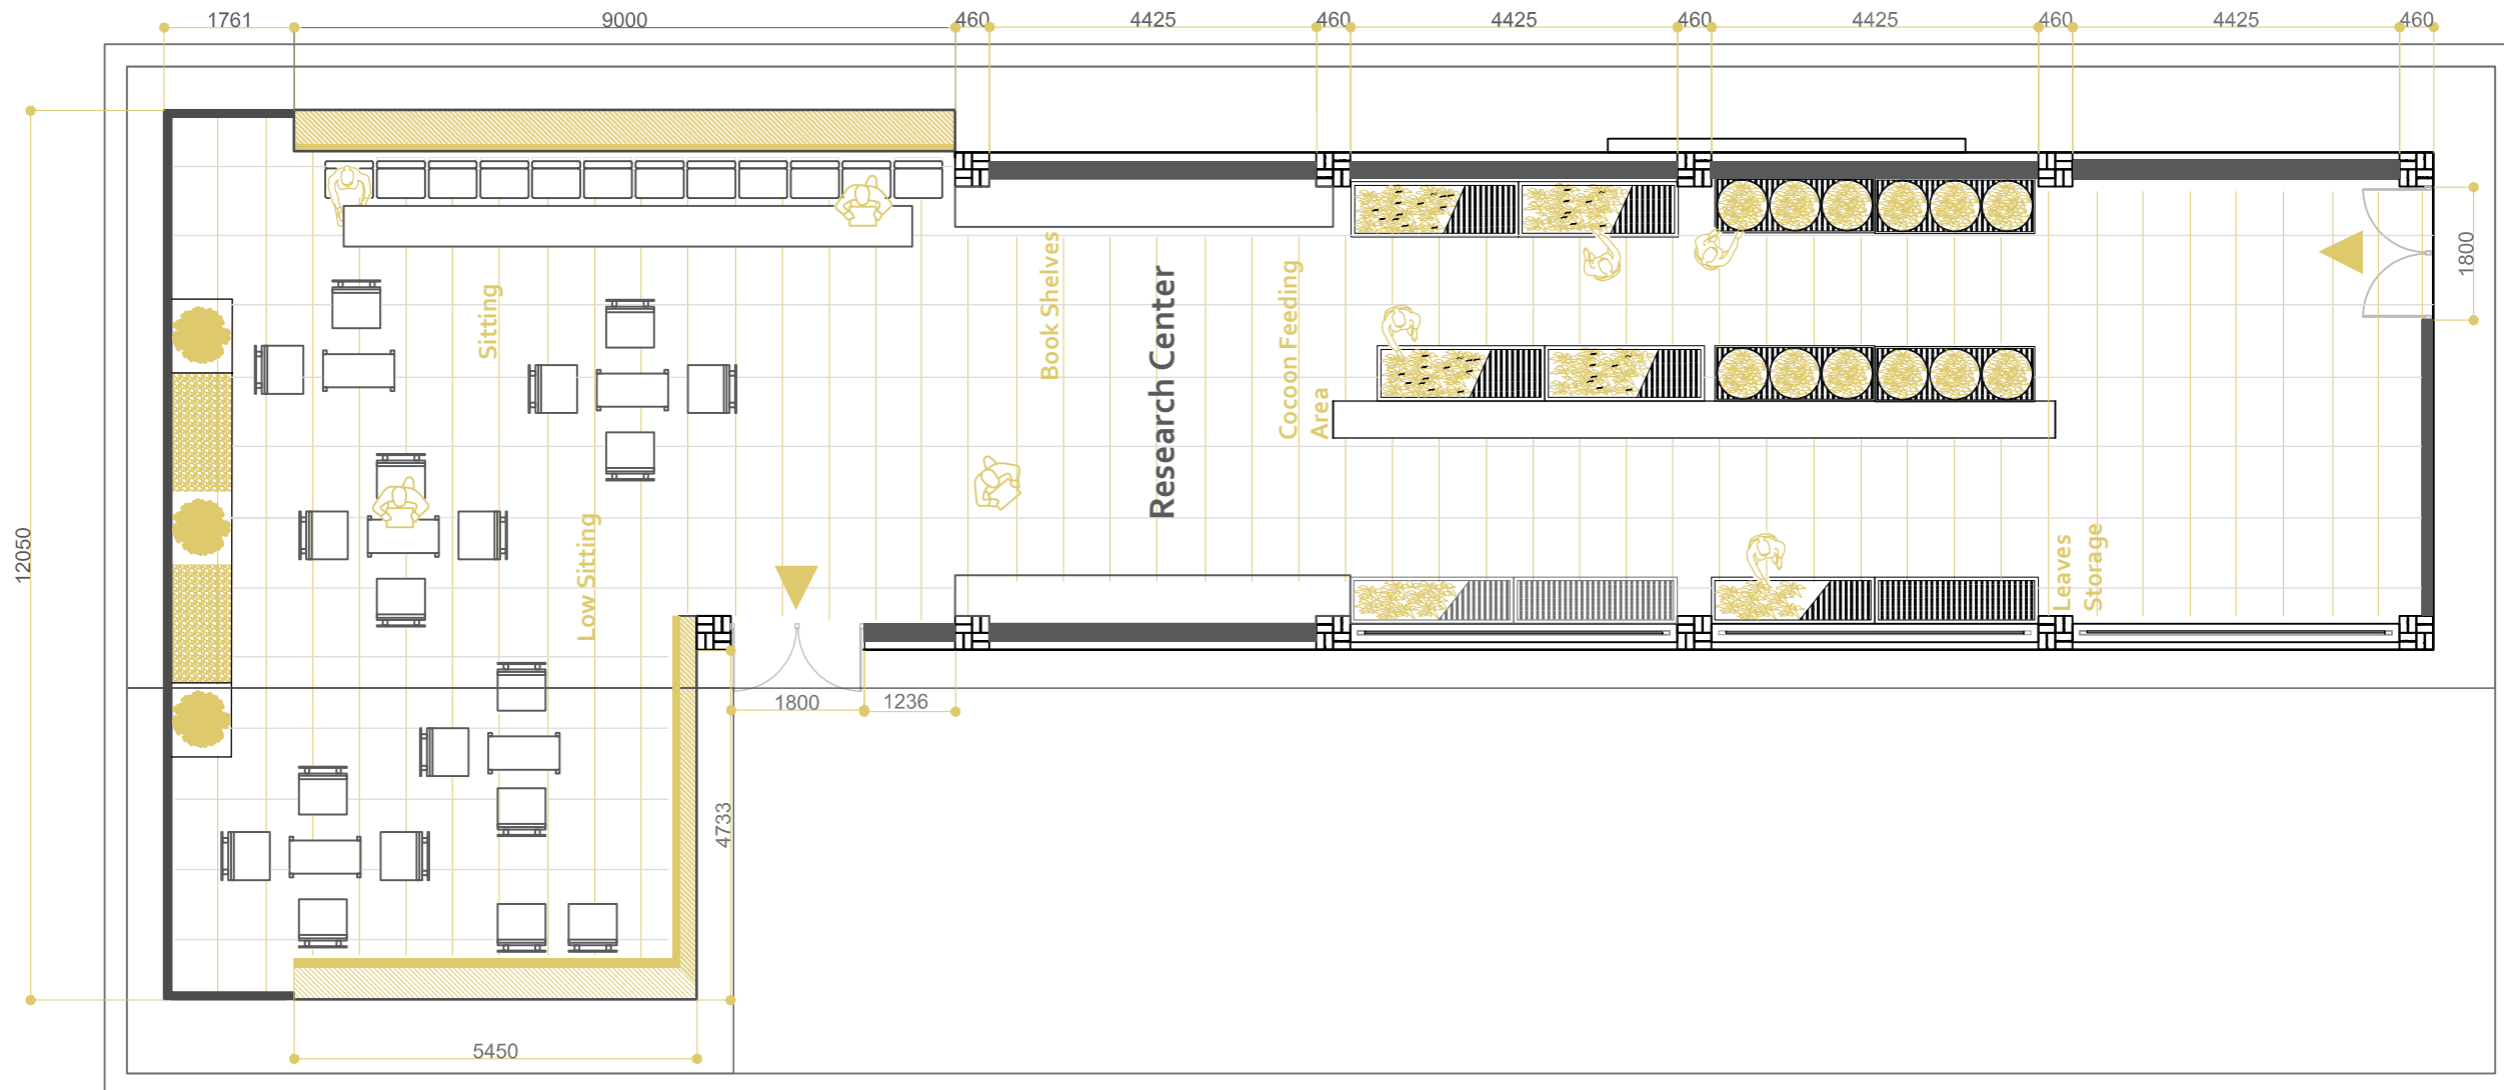 1761
9000
460
4425
460
4425
460
4425
460
4425
460
12050
1800
Sitting
Book Shelves
Research Center
Cocoon Feeding
Area
Low Sitting
Leaves
Storage
1800
1236
4733
5450